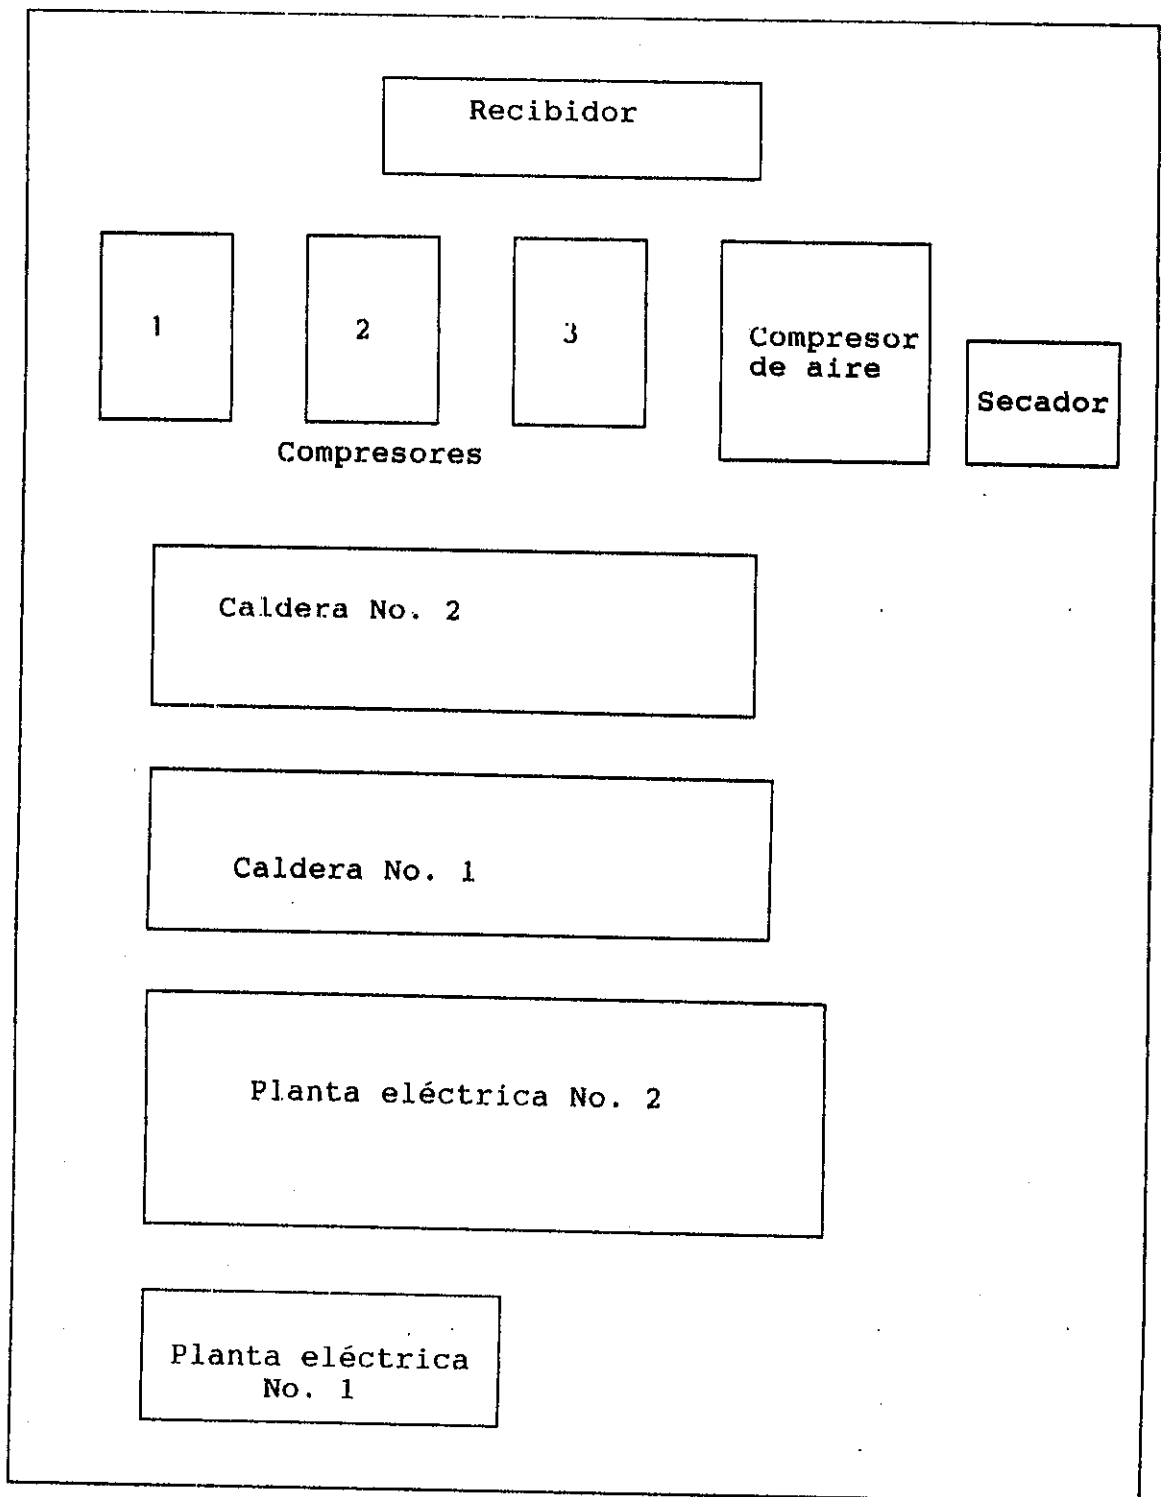 Recibidor
1
2
3
Compresor
de aire
Secador
Compresores
Caldera No. 2
Caldera No. 1
Planta eléctrica No. 2
Planta eléctrica
No. 1